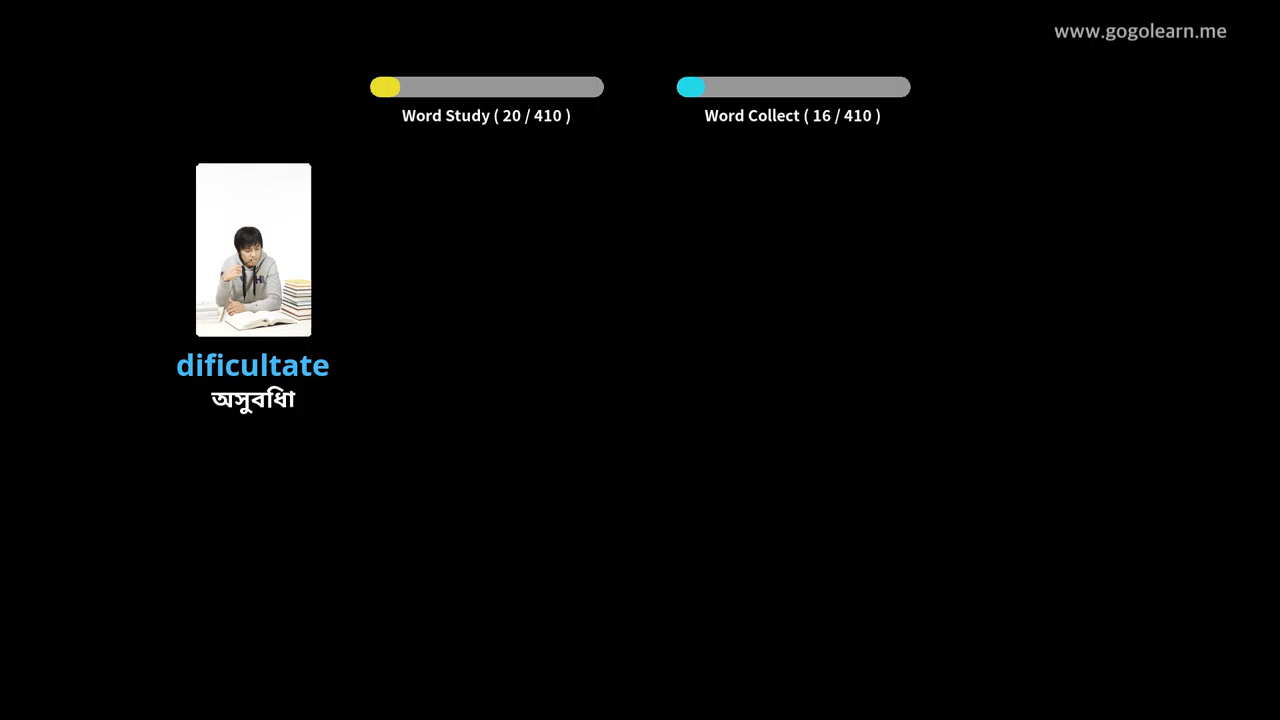 www.gogolearn.me
Word Study ( 20 / 410 )
Word Collect ( 16 / 410 )
dificultate
অসুবিধা